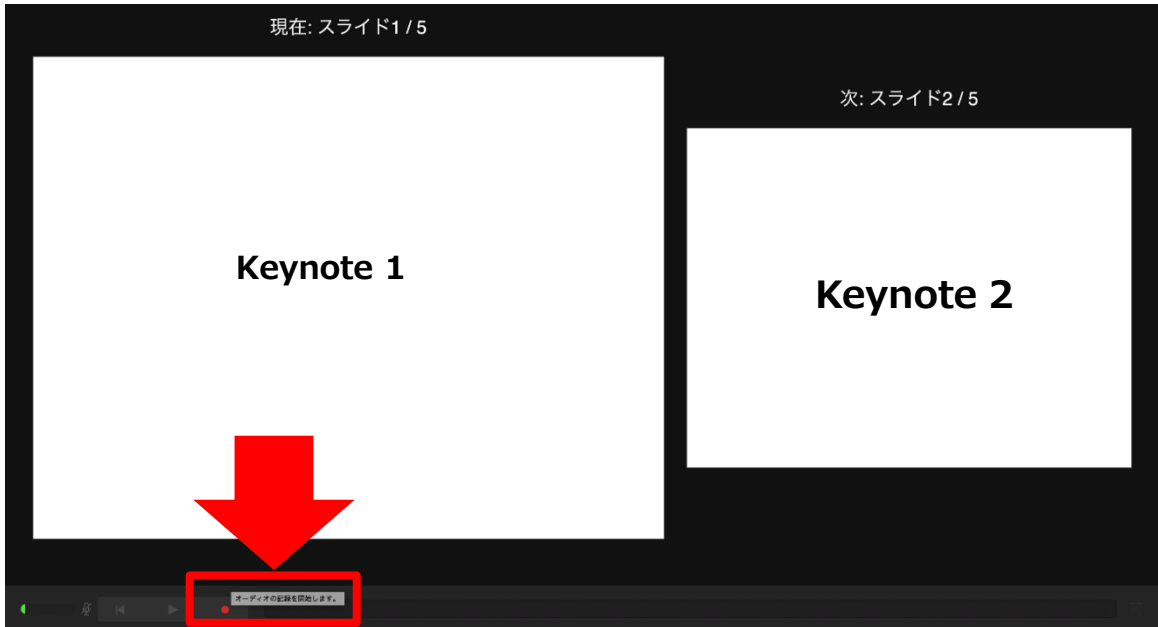 現在: スライド1 / 5
次: スライド2 / 5
Keynote 1
Keynote 2
オーディオの記録を開始します。